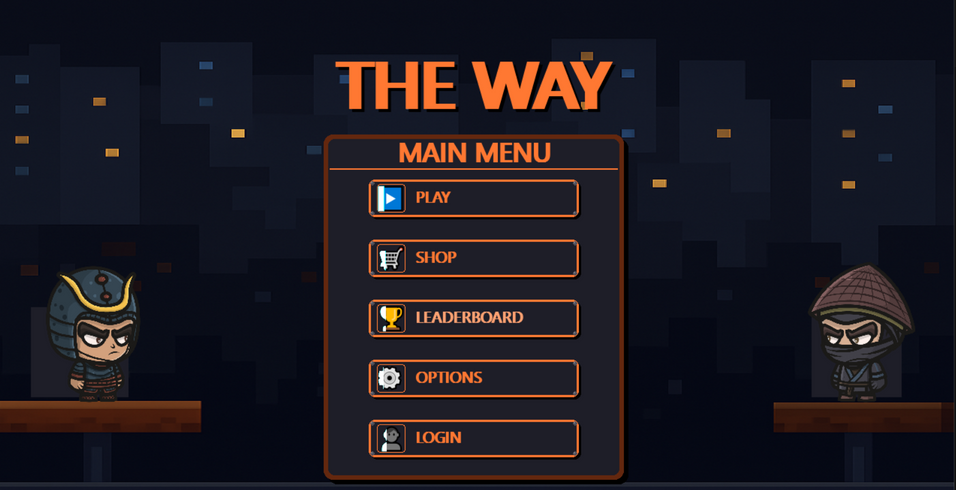 THE WAY
MAIN MENU
PLAY
SHOP
LEADERBOARD
OPTIONS
LOGIN